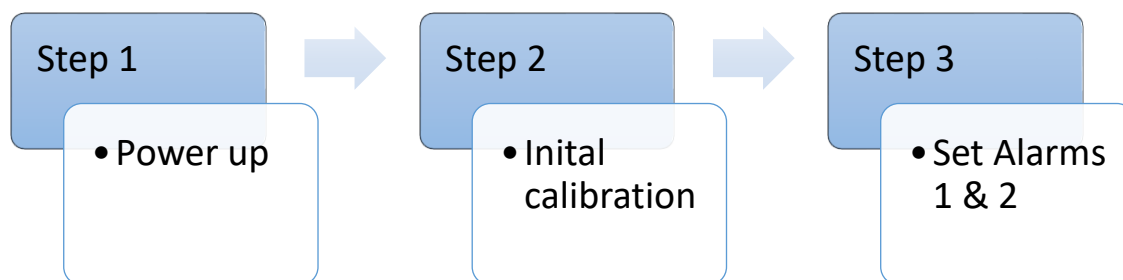 Step 1
• Power up
Step 2
• Inital
calibration
Step 3
• Set Alarms
1 & 2